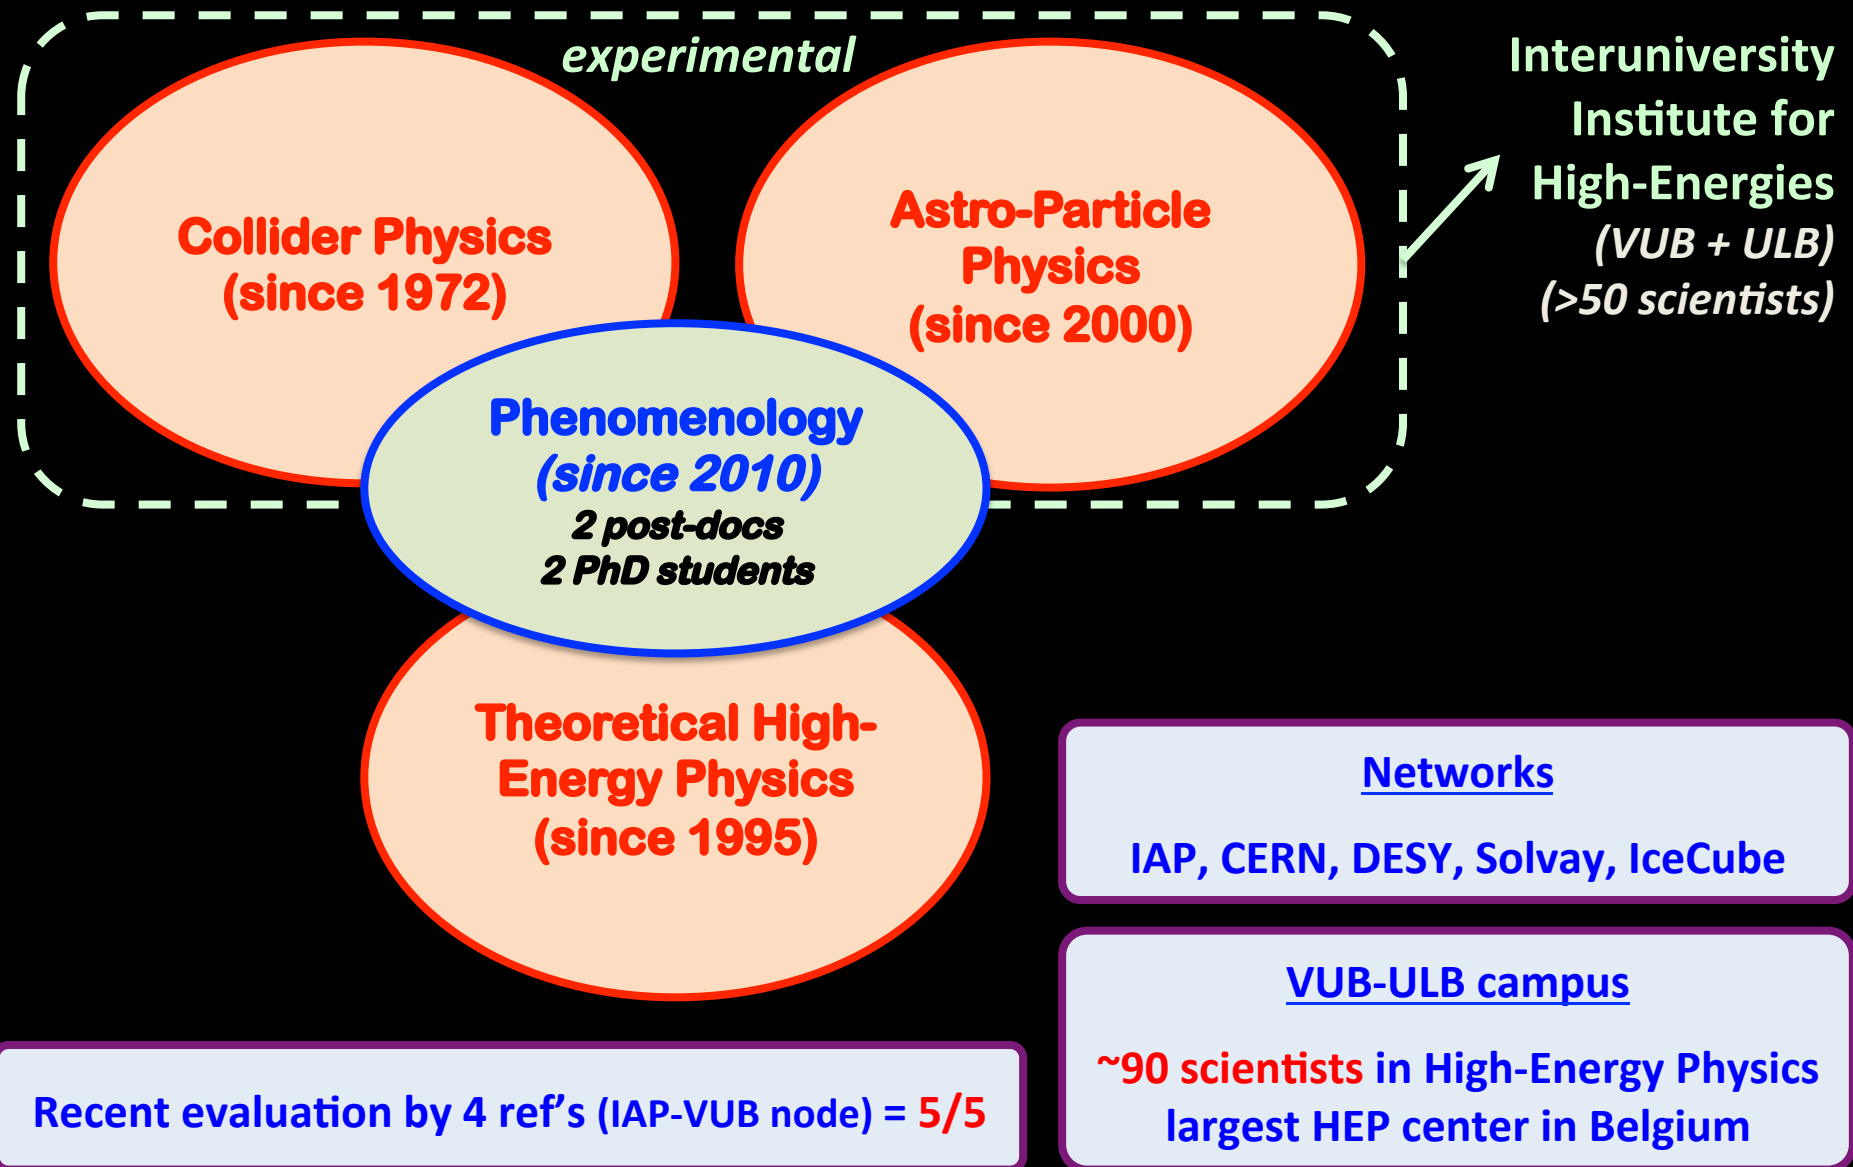 experimental
Interuniversity
Institute for
High-Energies
(VUB + ULB)
(>50 scientists)
Collider Physics
(since 1972)
Astro-Particle
Physics
(since 2000)
Phenomenology
(since 2010)
2 post-docs
2 PhD students
Theoretical High-
Energy Physics
(since 1995)
Networks
IAP, CERN, DESY, Solvay, IceCube
VUB-ULB campus
~90 scientists in High-Energy Physics
largest HEP center in Belgium
Recent evaluation by 4 ref’s (IAP-VUB node) = 5/5